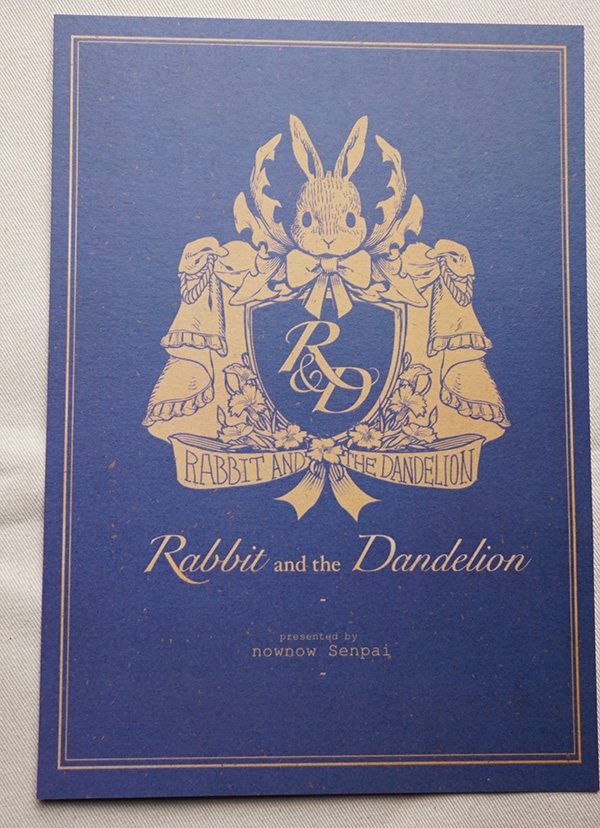 R
&
D
RABBIT AND THE DANDELION
Rabbit and the Dandelion
-
presented by
nownow Senpai
-